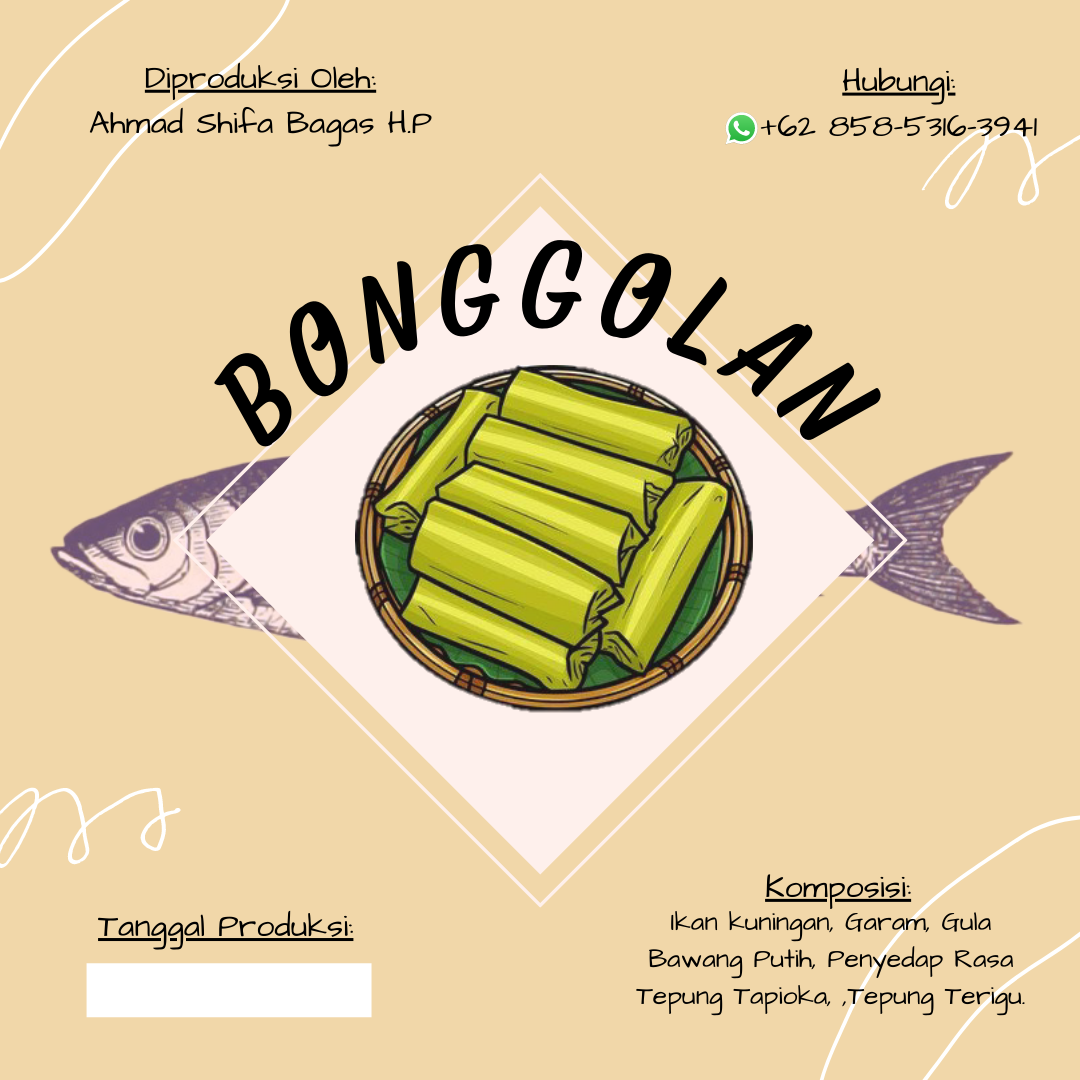 Diproduksi Oleh:
Ahmad Shifa Bagas H.P
Hubungi:
+62 858-5316-3941
BONGGOLAN
Tanggal Produksi:
Komposisi:
Ikan kuningan, Garam, Gula
Bawang Putih, Penyedap Rasa
Tepung Tapioka, ,Tepung Terigu.